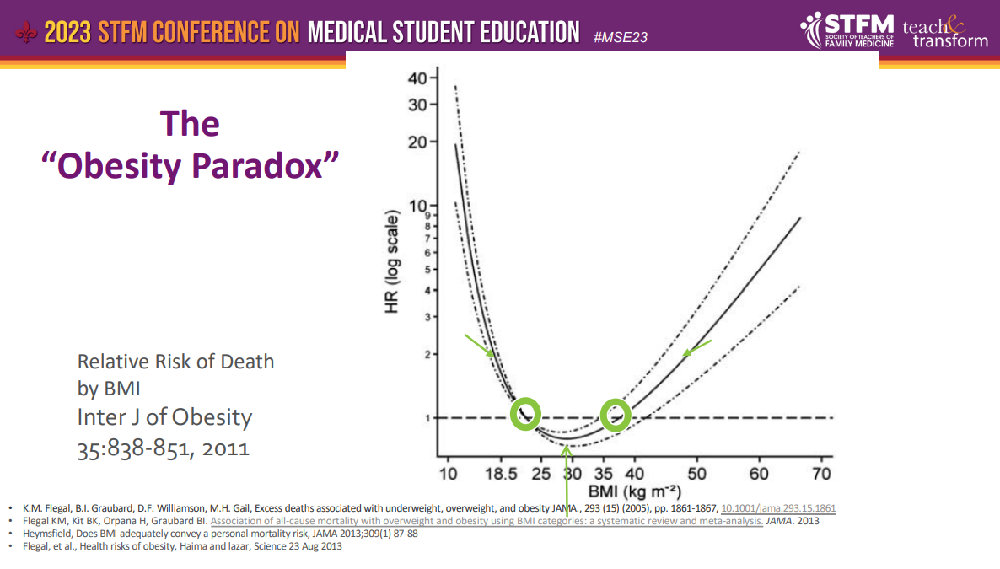 2023 STFM CONFERENCE ON MEDICAL STUDENT EDUCATION #MSE23
STFM
SOCIETY OF TEACHERS OF
FAMILY MEDICINE
teach&
transform
The
“Obesity Paradox”
Relative Risk of Death
by BMI
Inter J of Obesity
35:838-851, 2011
HR (log scale)
40
30
20
10
9
8
7
6
5
4
3
2
1
10 18.5 25 30 35 40 50 60 70
BMI (kg m⁻²)
• K.M. Flegal, B.I. Graubard, D.F. Williamson, M.H. Gail, Excess deaths associated with underweight, overweight, and obesity JAMA., 293 (15) (2005), pp. 1861-1867, 10.1001/jama.293.15.1861
• Flegal KM, Kit BK, Orpana H, Graubard BI. Association of all-cause mortality with overweight and obesity using BMI categories: a systematic review and meta-analysis. JAMA. 2013
• Heymsfield, Does BMI adequately convey a personal mortality risk, JAMA 2013;309(1) 87-88
• Flegal, et al., Health risks of obesity, Haima and lazar, Science 23 Aug 2013